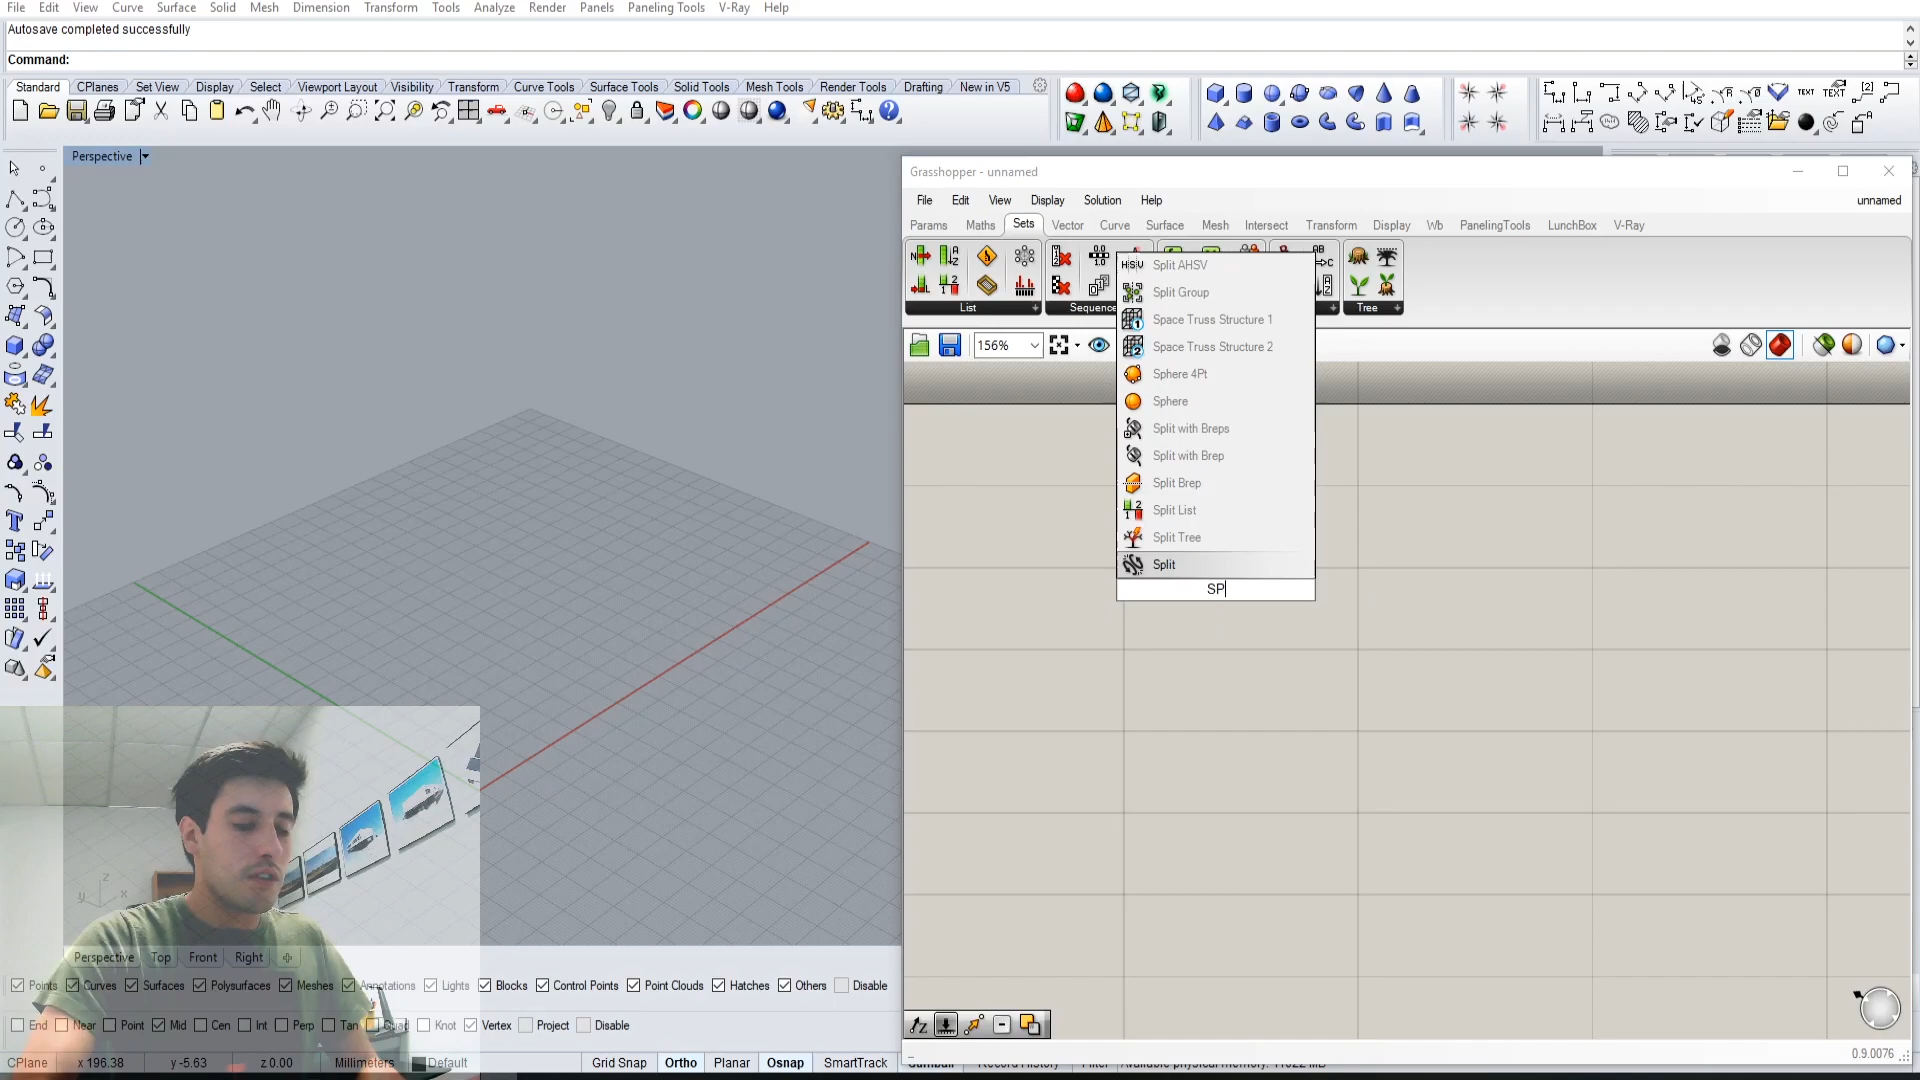 File Edit View Curve Surface Solid Mesh Dimension Transform Tools Analyze Render Panels Paneling Tools V-Ray Help
Autosave completed successfully
Command:
Standard CPlanes Set View Display Select Viewport Layout Visibility Transform Curve Tools Surface Tools Solid Tools Mesh Tools Render Tools Drafting New in V5
Perspective
Grasshopper - unnamed
File Edit View Display Solution Help
unnamed
Params Maths Sets Vector Curve Surface Mesh Intersect Transform Display Wb PanelingTools LunchBox V-Ray
List Sequence Tree
156%
Split AHSV
Split Group
Space Truss Structure 1
Space Truss Structure 2
Sphere 4Pt
Sphere
Split with Breps
Split with Brep
Split Brep
Split List
Split Tree
Split
SP
Perspective Top Front Right
Points Curves Surfaces Polysurfaces Meshes Annotations Lights Blocks Control Points Point Clouds Hatches Others Disable
End Near Point Mid Cen Int Perp Tan Quad Knot Vertex Project Disable
CPlane x 196.38 y -5.63 z 0.00 Millimeters Default Grid Snap Ortho Planar Osnap SmartTrack
0.9.0076